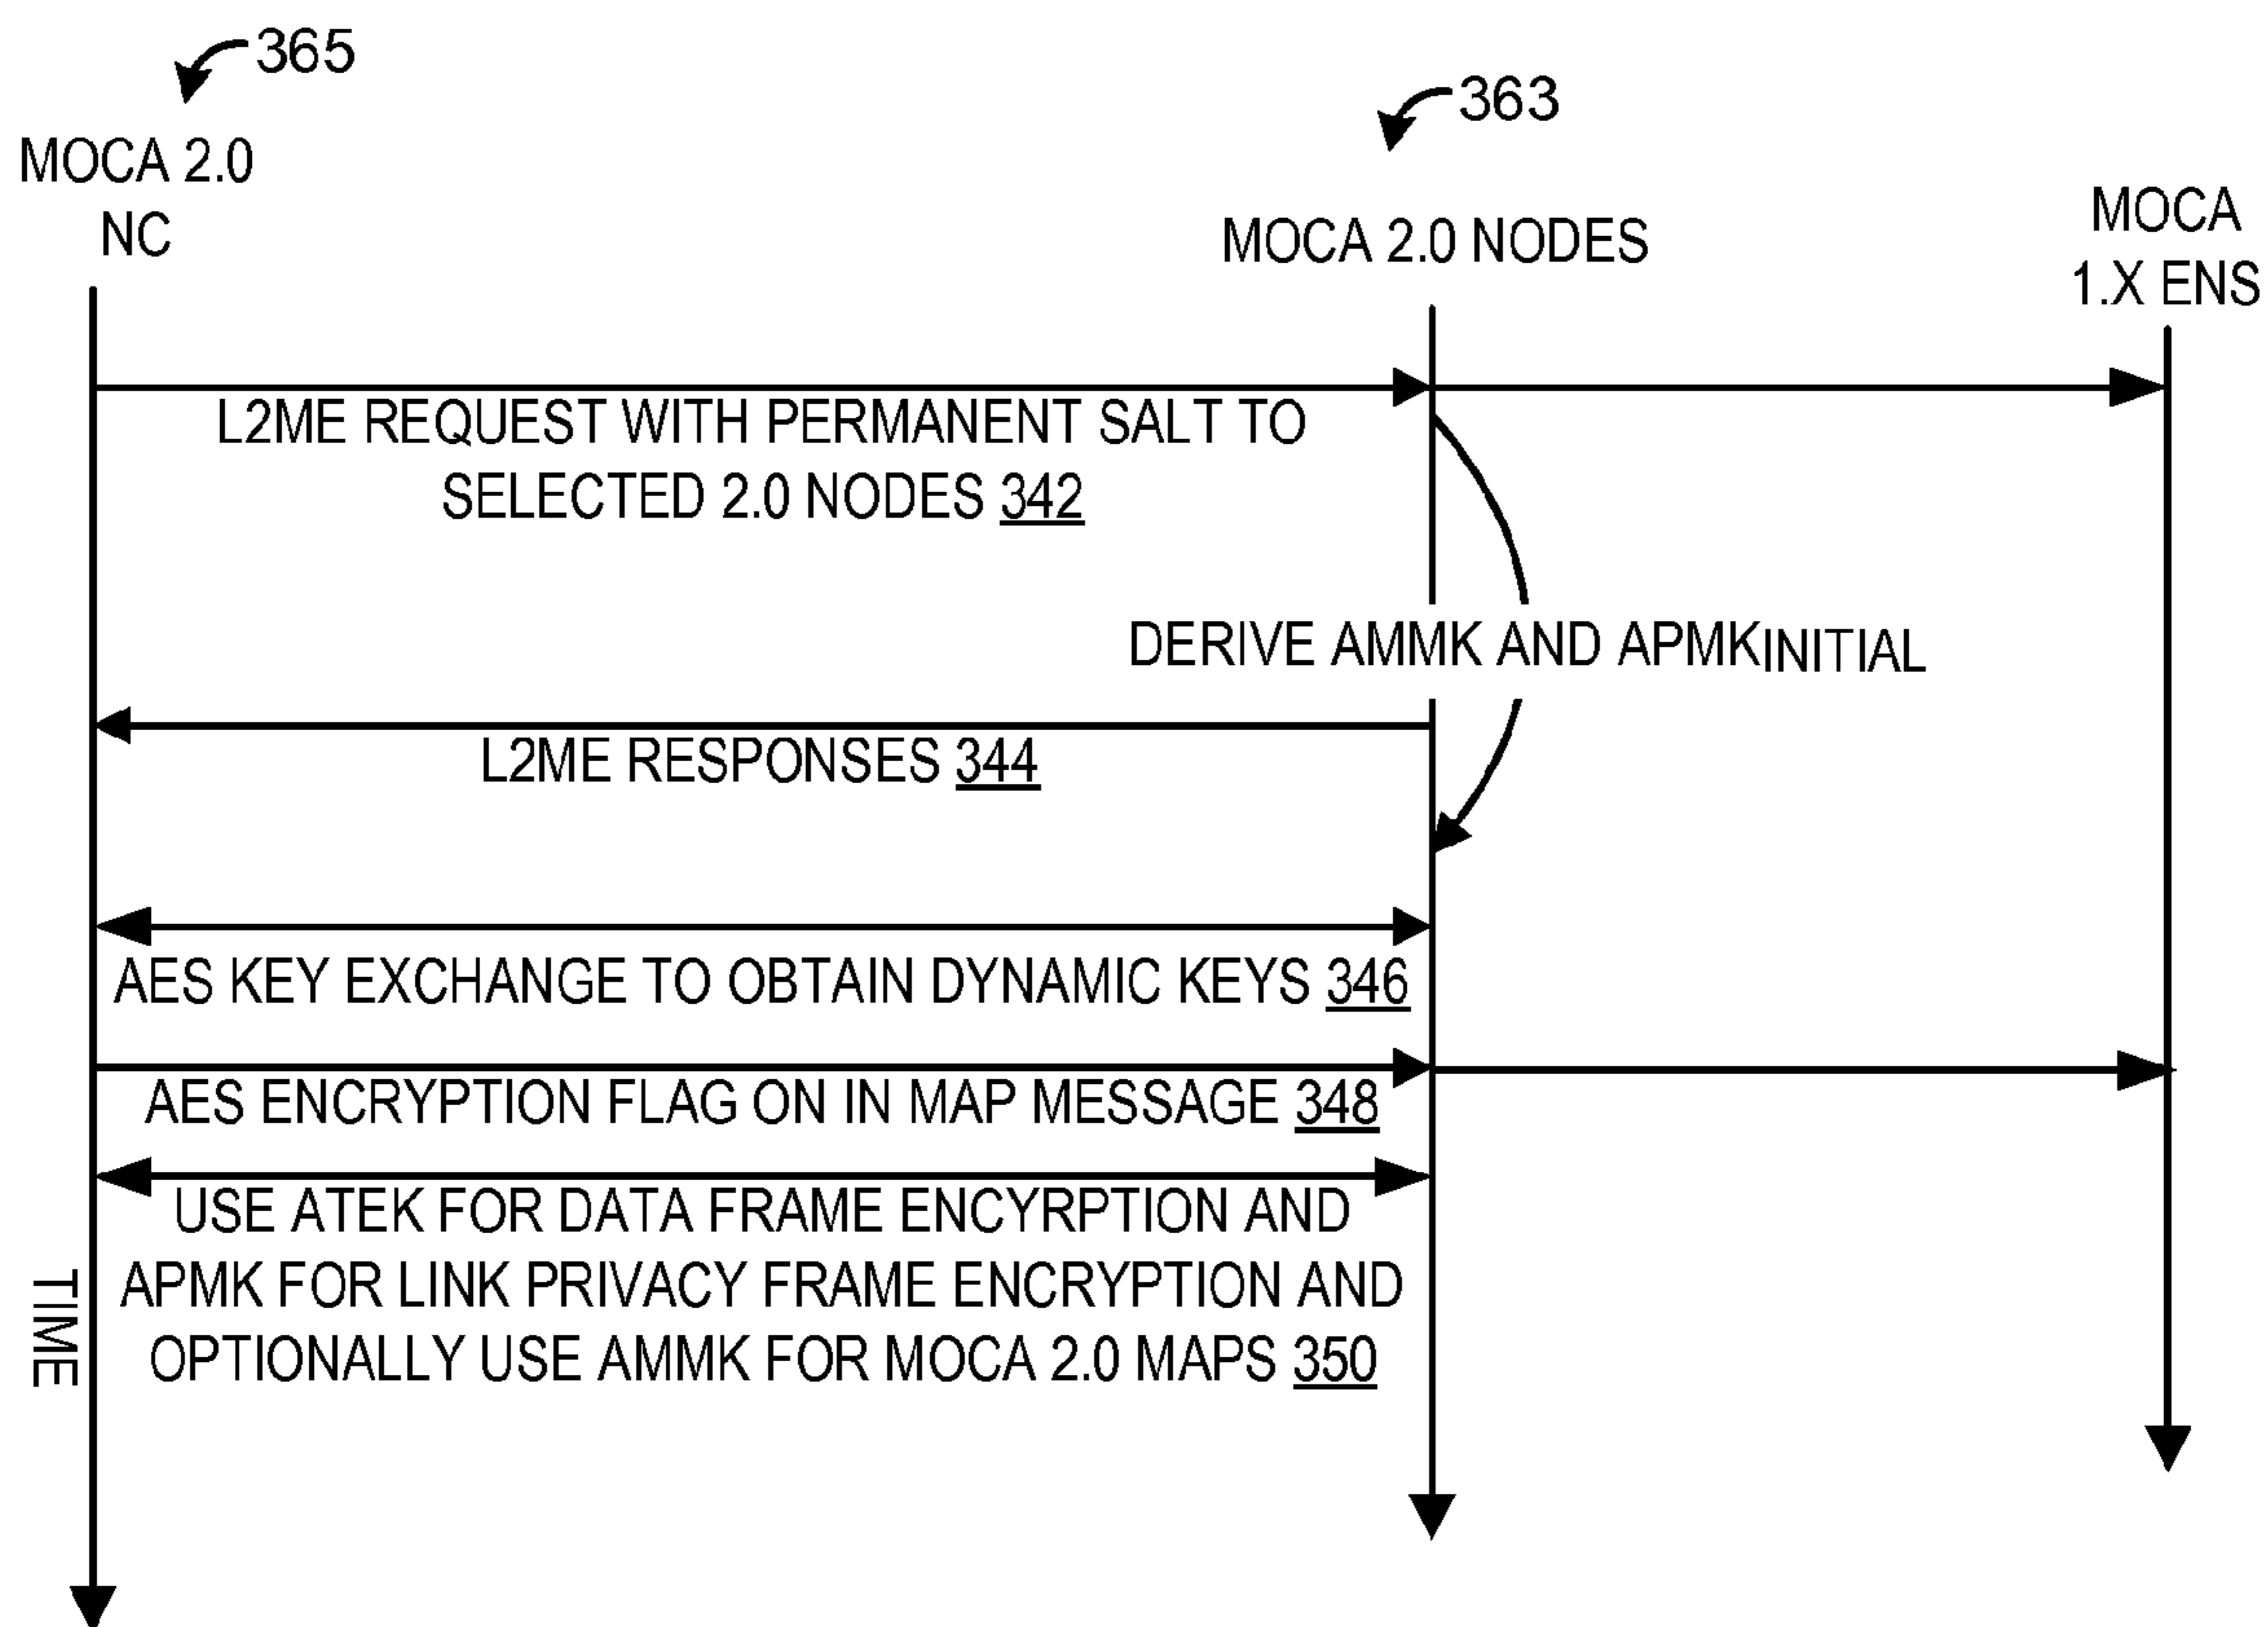 365
363
MOCA 2.0
NC
MOCA 2.0 NODES
MOCA
1.X ENS
L2ME REQUEST WITH PERMANENT SALT TO
SELECTED 2.0 NODES 342
DERIVE AMMK AND APMKINITIAL
L2ME RESPONSES 344
AES KEY EXCHANGE TO OBTAIN DYNAMIC KEYS 346
AES ENCRYPTION FLAG ON IN MAP MESSAGE 348
USE ATEK FOR DATA FRAME ENCYRPTION AND
APMK FOR LINK PRIVACY FRAME ENCRYPTION AND
OPTIONALLY USE AMMK FOR MOCA 2.0 MAPS 350
TIME